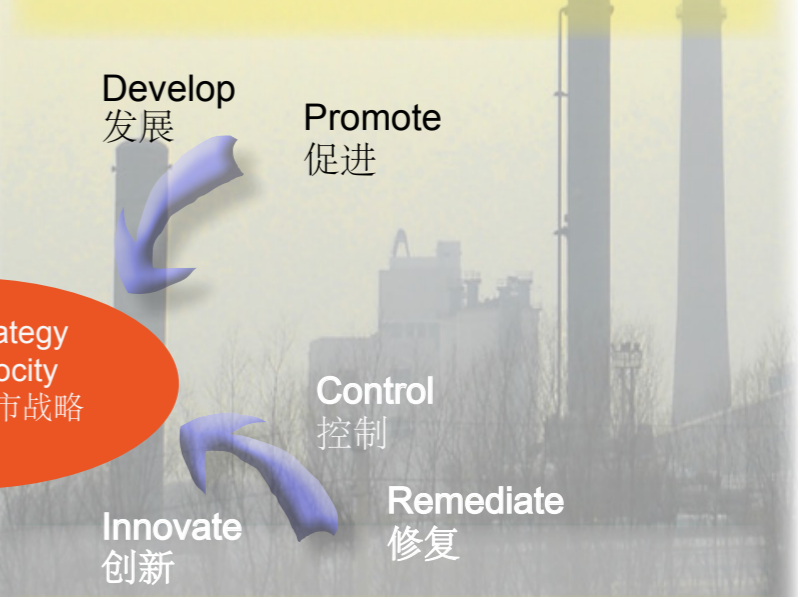 Develop
发展
Promote
促进
ategy
ocity
市战略
Control
控制
Remediate
修复
Innovate
创新